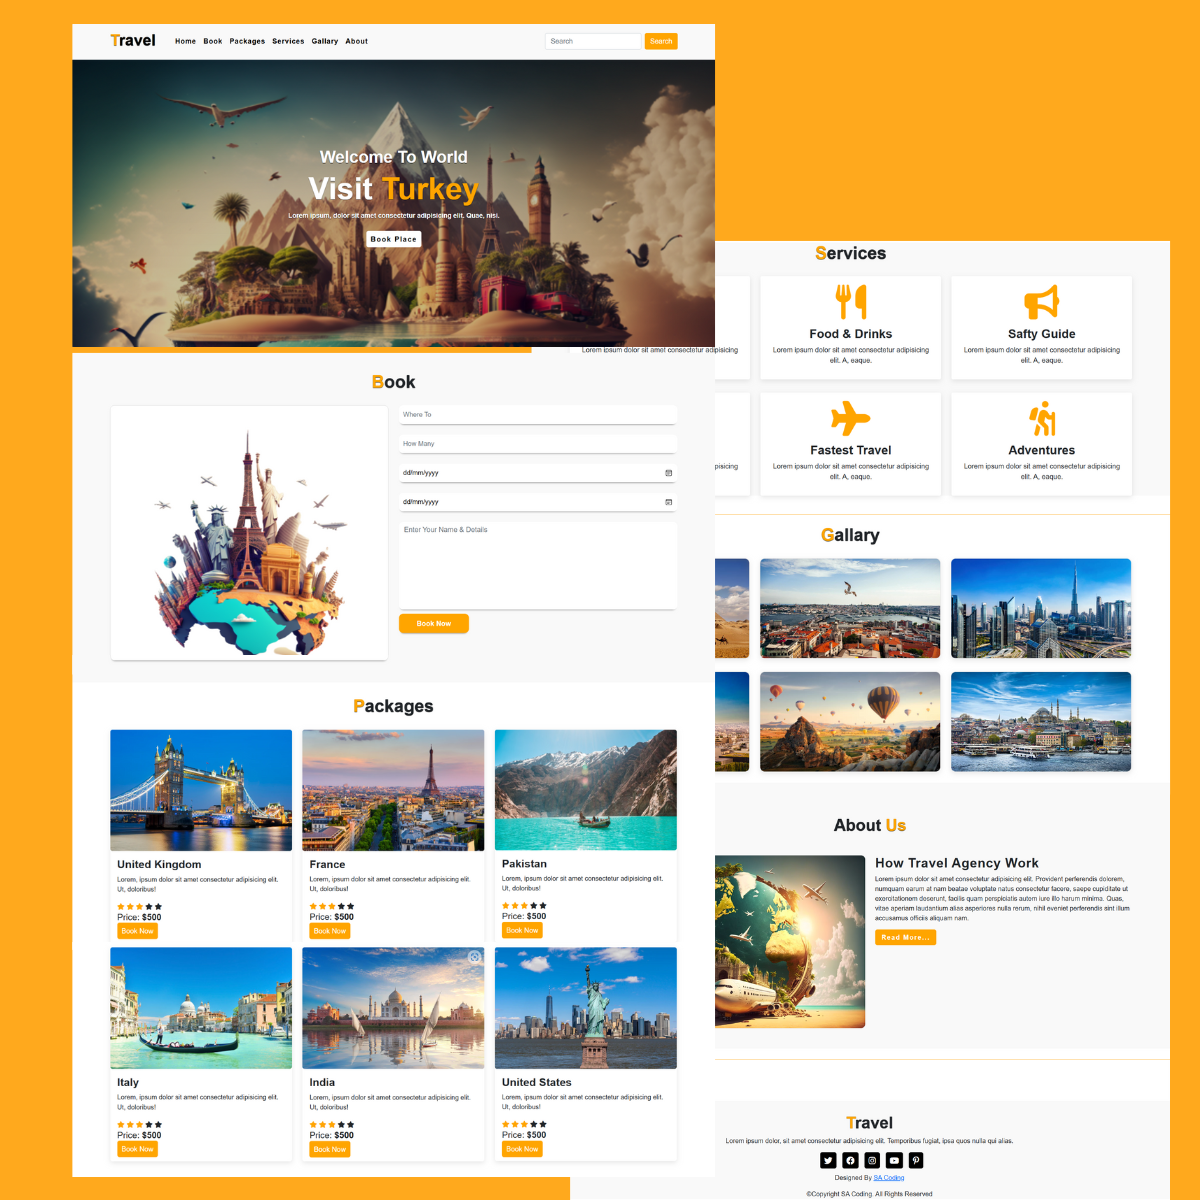 Travel
Home Book Packages Services Gallary About
Search
Search
Welcome To World
Visit Turkey
Lorem ipsum, dolor sit amet consectetur adipisicing elit. Quae, nisi.
Book Place
Book
Where To
How Many
dd/mm/yyyy
dd/mm/yyyy
Enter Your Name & Details
Book Now
Packages
United Kingdom
Lorem, ipsum dolor sit amet consectetur adipisicing elit.
Ut, doloribus!
Price: $500
Book Now
France
Lorem, ipsum dolor sit amet consectetur adipisicing elit.
Ut, doloribus!
Price: $500
Book Now
Pakistan
Lorem, ipsum dolor sit amet consectetur adipisicing elit.
Ut, doloribus!
Price: $500
Book Now
Italy
Lorem, ipsum dolor sit amet consectetur adipisicing elit.
Ut, doloribus!
Price: $500
Book Now
India
Lorem, ipsum dolor sit amet consectetur adipisicing elit.
Ut, doloribus!
Price: $500
Book Now
United States
Lorem, ipsum dolor sit amet consectetur adipisicing elit.
Ut, doloribus!
Price: $500
Book Now
Services
Lorem ipsum dolor sit amet consectetur adipisicing
Food & Drinks
Lorem ipsum dolor sit amet consectetur adipisicing
elit. A, eaque.
Safty Guide
Lorem ipsum dolor sit amet consectetur adipisicing
elit. A, eaque.
pisicing
Fastest Travel
Lorem ipsum dolor sit amet consectetur adipisicing
elit. A, eaque.
Adventures
Lorem ipsum dolor sit amet consectetur adipisicing
elit. A, eaque.
Gallary
About Us
How Travel Agency Work
Lorem ipsum dolor sit amet consectetur adipisicing elit. Provident perferendis dolorem,
numquam earum at nam beatae voluptate natus consectetur facere, saepe cupiditate ut
exercitationem deserunt, facilis quam perspiciatis autem iure illo harum minima. Quas,
vitae aperiam laudantium alias asperiores nulla rerum, nihil eveniet perferendis sint illum
accusamus officiis aliquam nam.
Read More...
Travel
Lorem ipsum dolor, sit amet consectetur adipisicing elit. Temporibus fugiat, ipsa quos nulla qui alias.
Designed By SA Coding
©Copyright SA Coding. All Rights Reserved